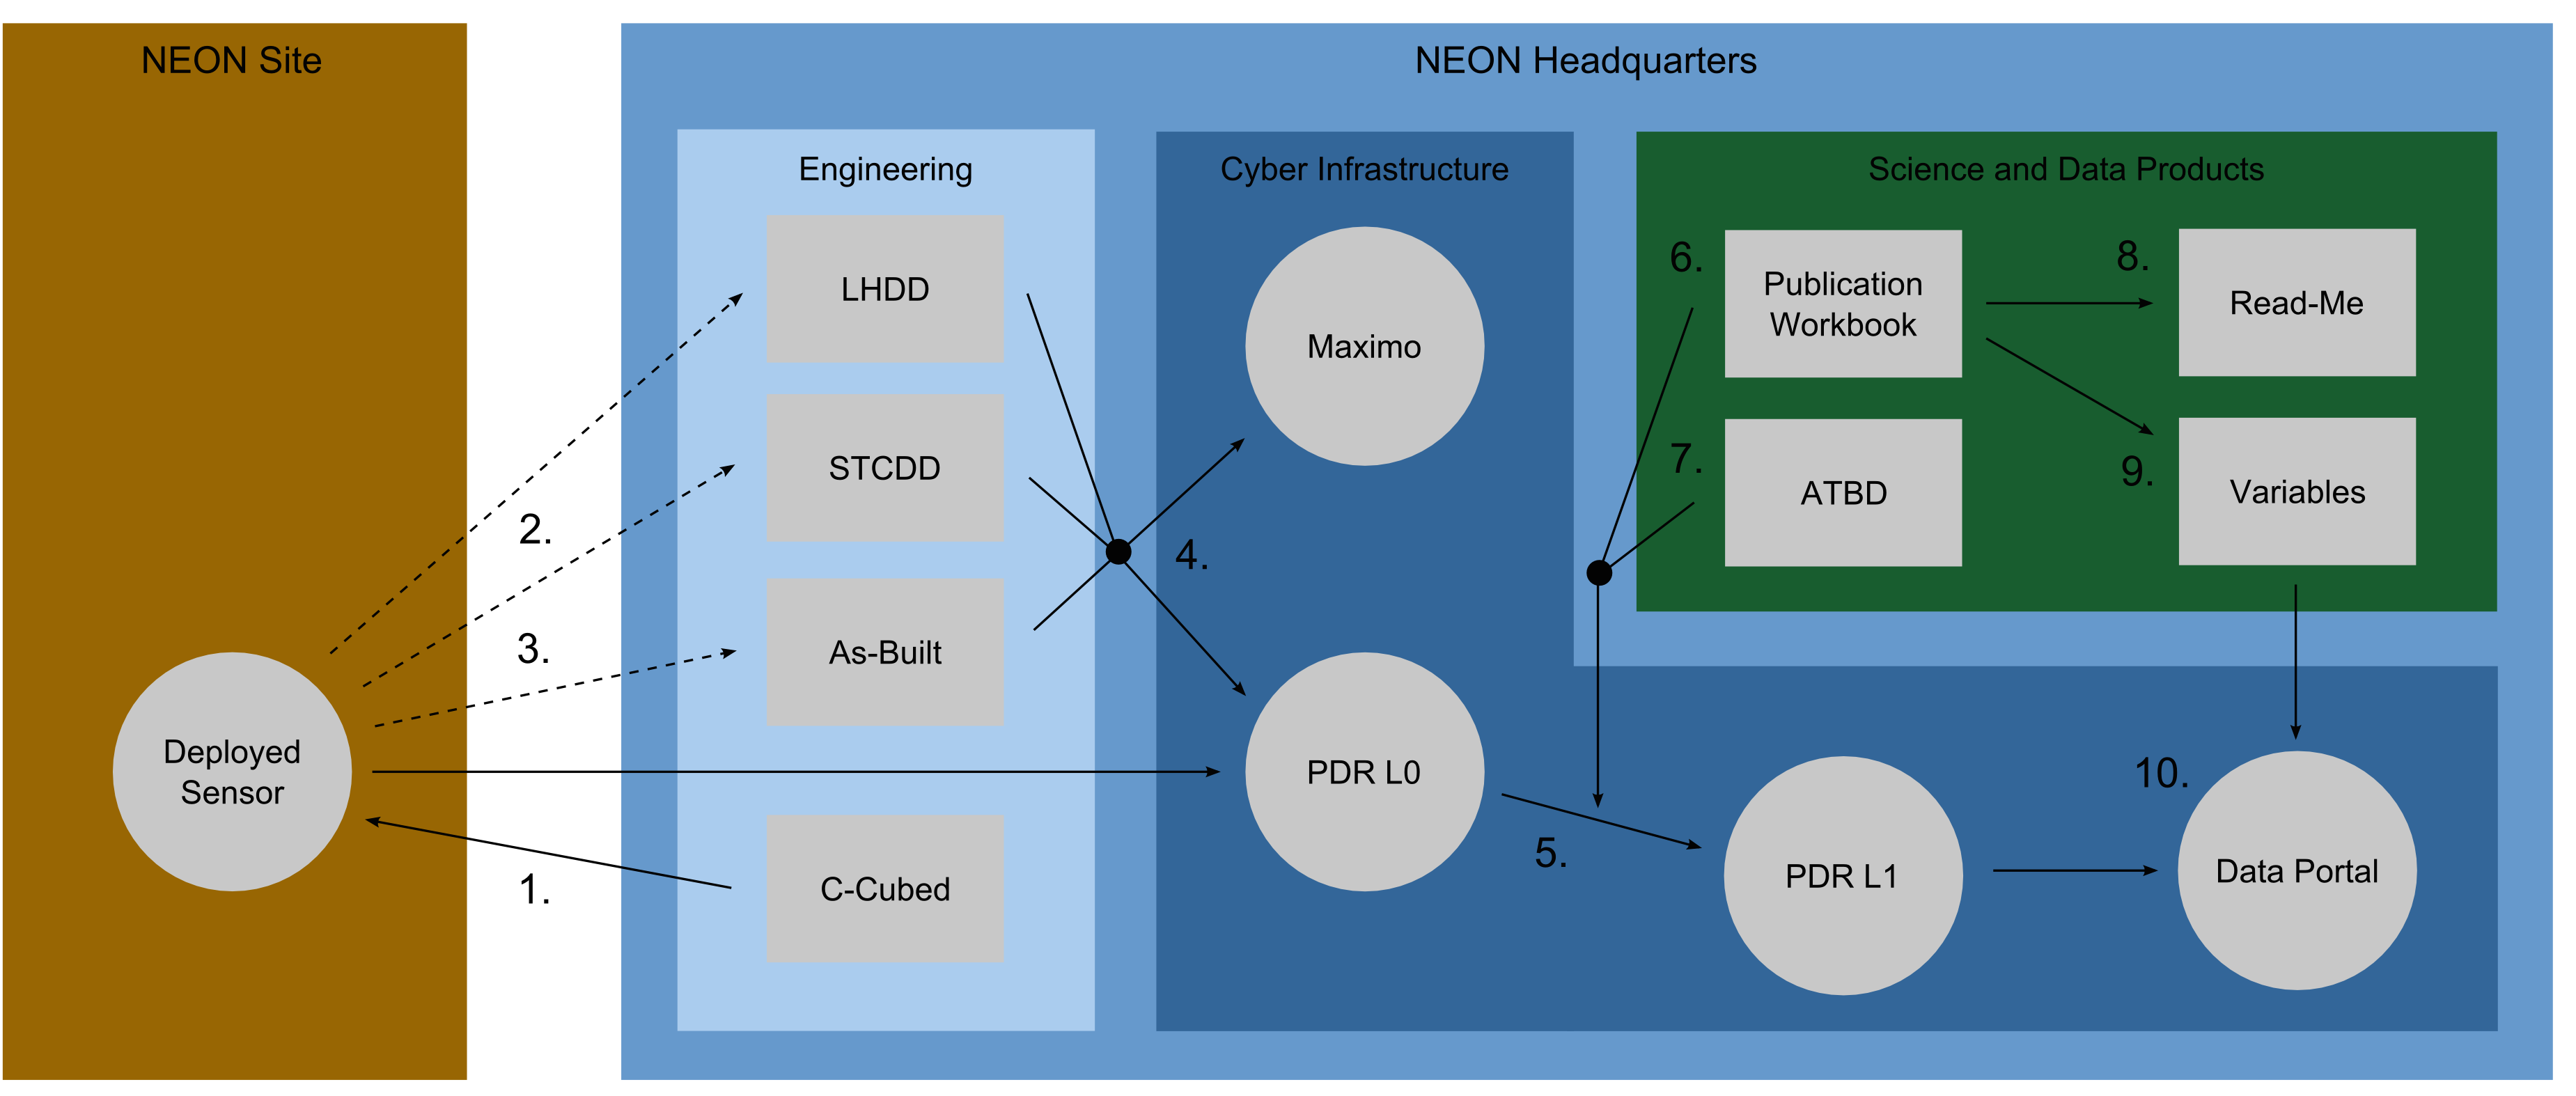 NEON Site
NEON Headquarters
Engineering
Cyber Infrastructure
Science and Data Products
LHDD
STCDD
As-Built
C-Cubed
Maximo
PDR L0
Publication
Workbook
ATBD
Read-Me
Variables
Deployed
Sensor
PDR L1
Data Portal
1.
2.
3.
4.
5.
6.
7.
8.
9.
10.